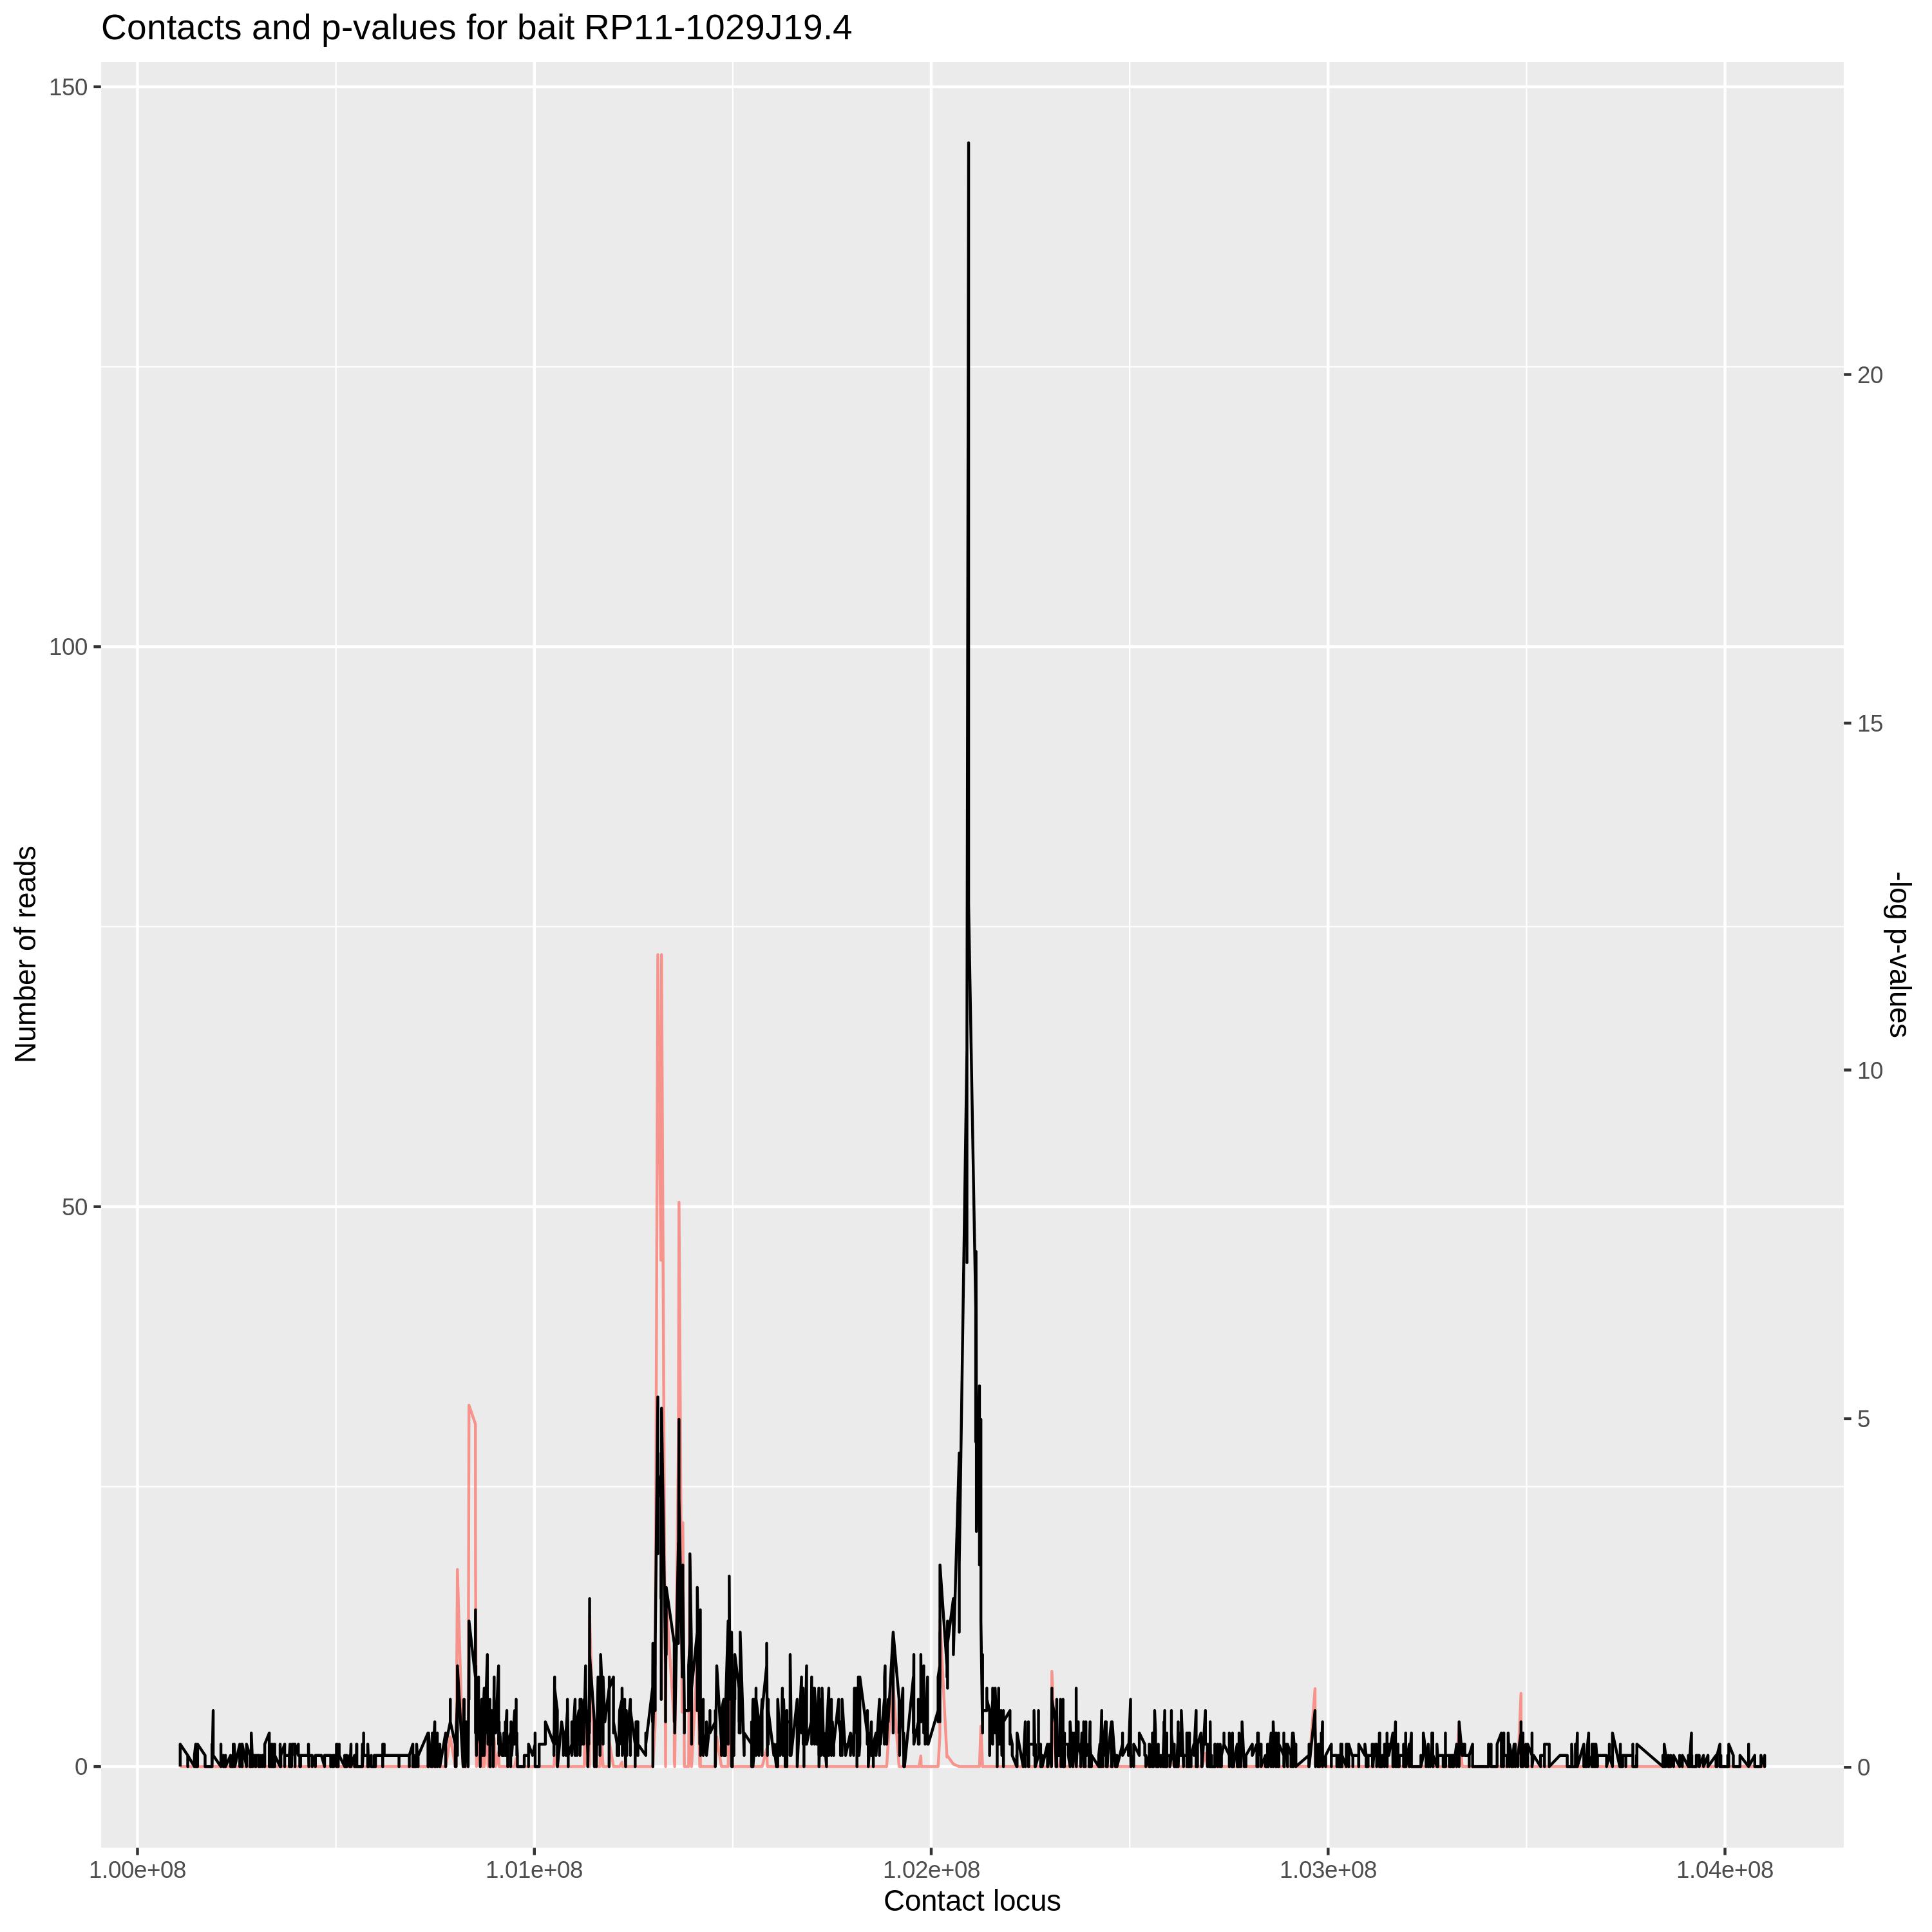 Contacts and p-values for bait RP11-1029J19.4
150
100
50
0
Number of reads
20
15
10
5
0
-log p-values
1.00e+08 1.01e+08 1.02e+08 1.03e+08 1.04e+08
Contact locus